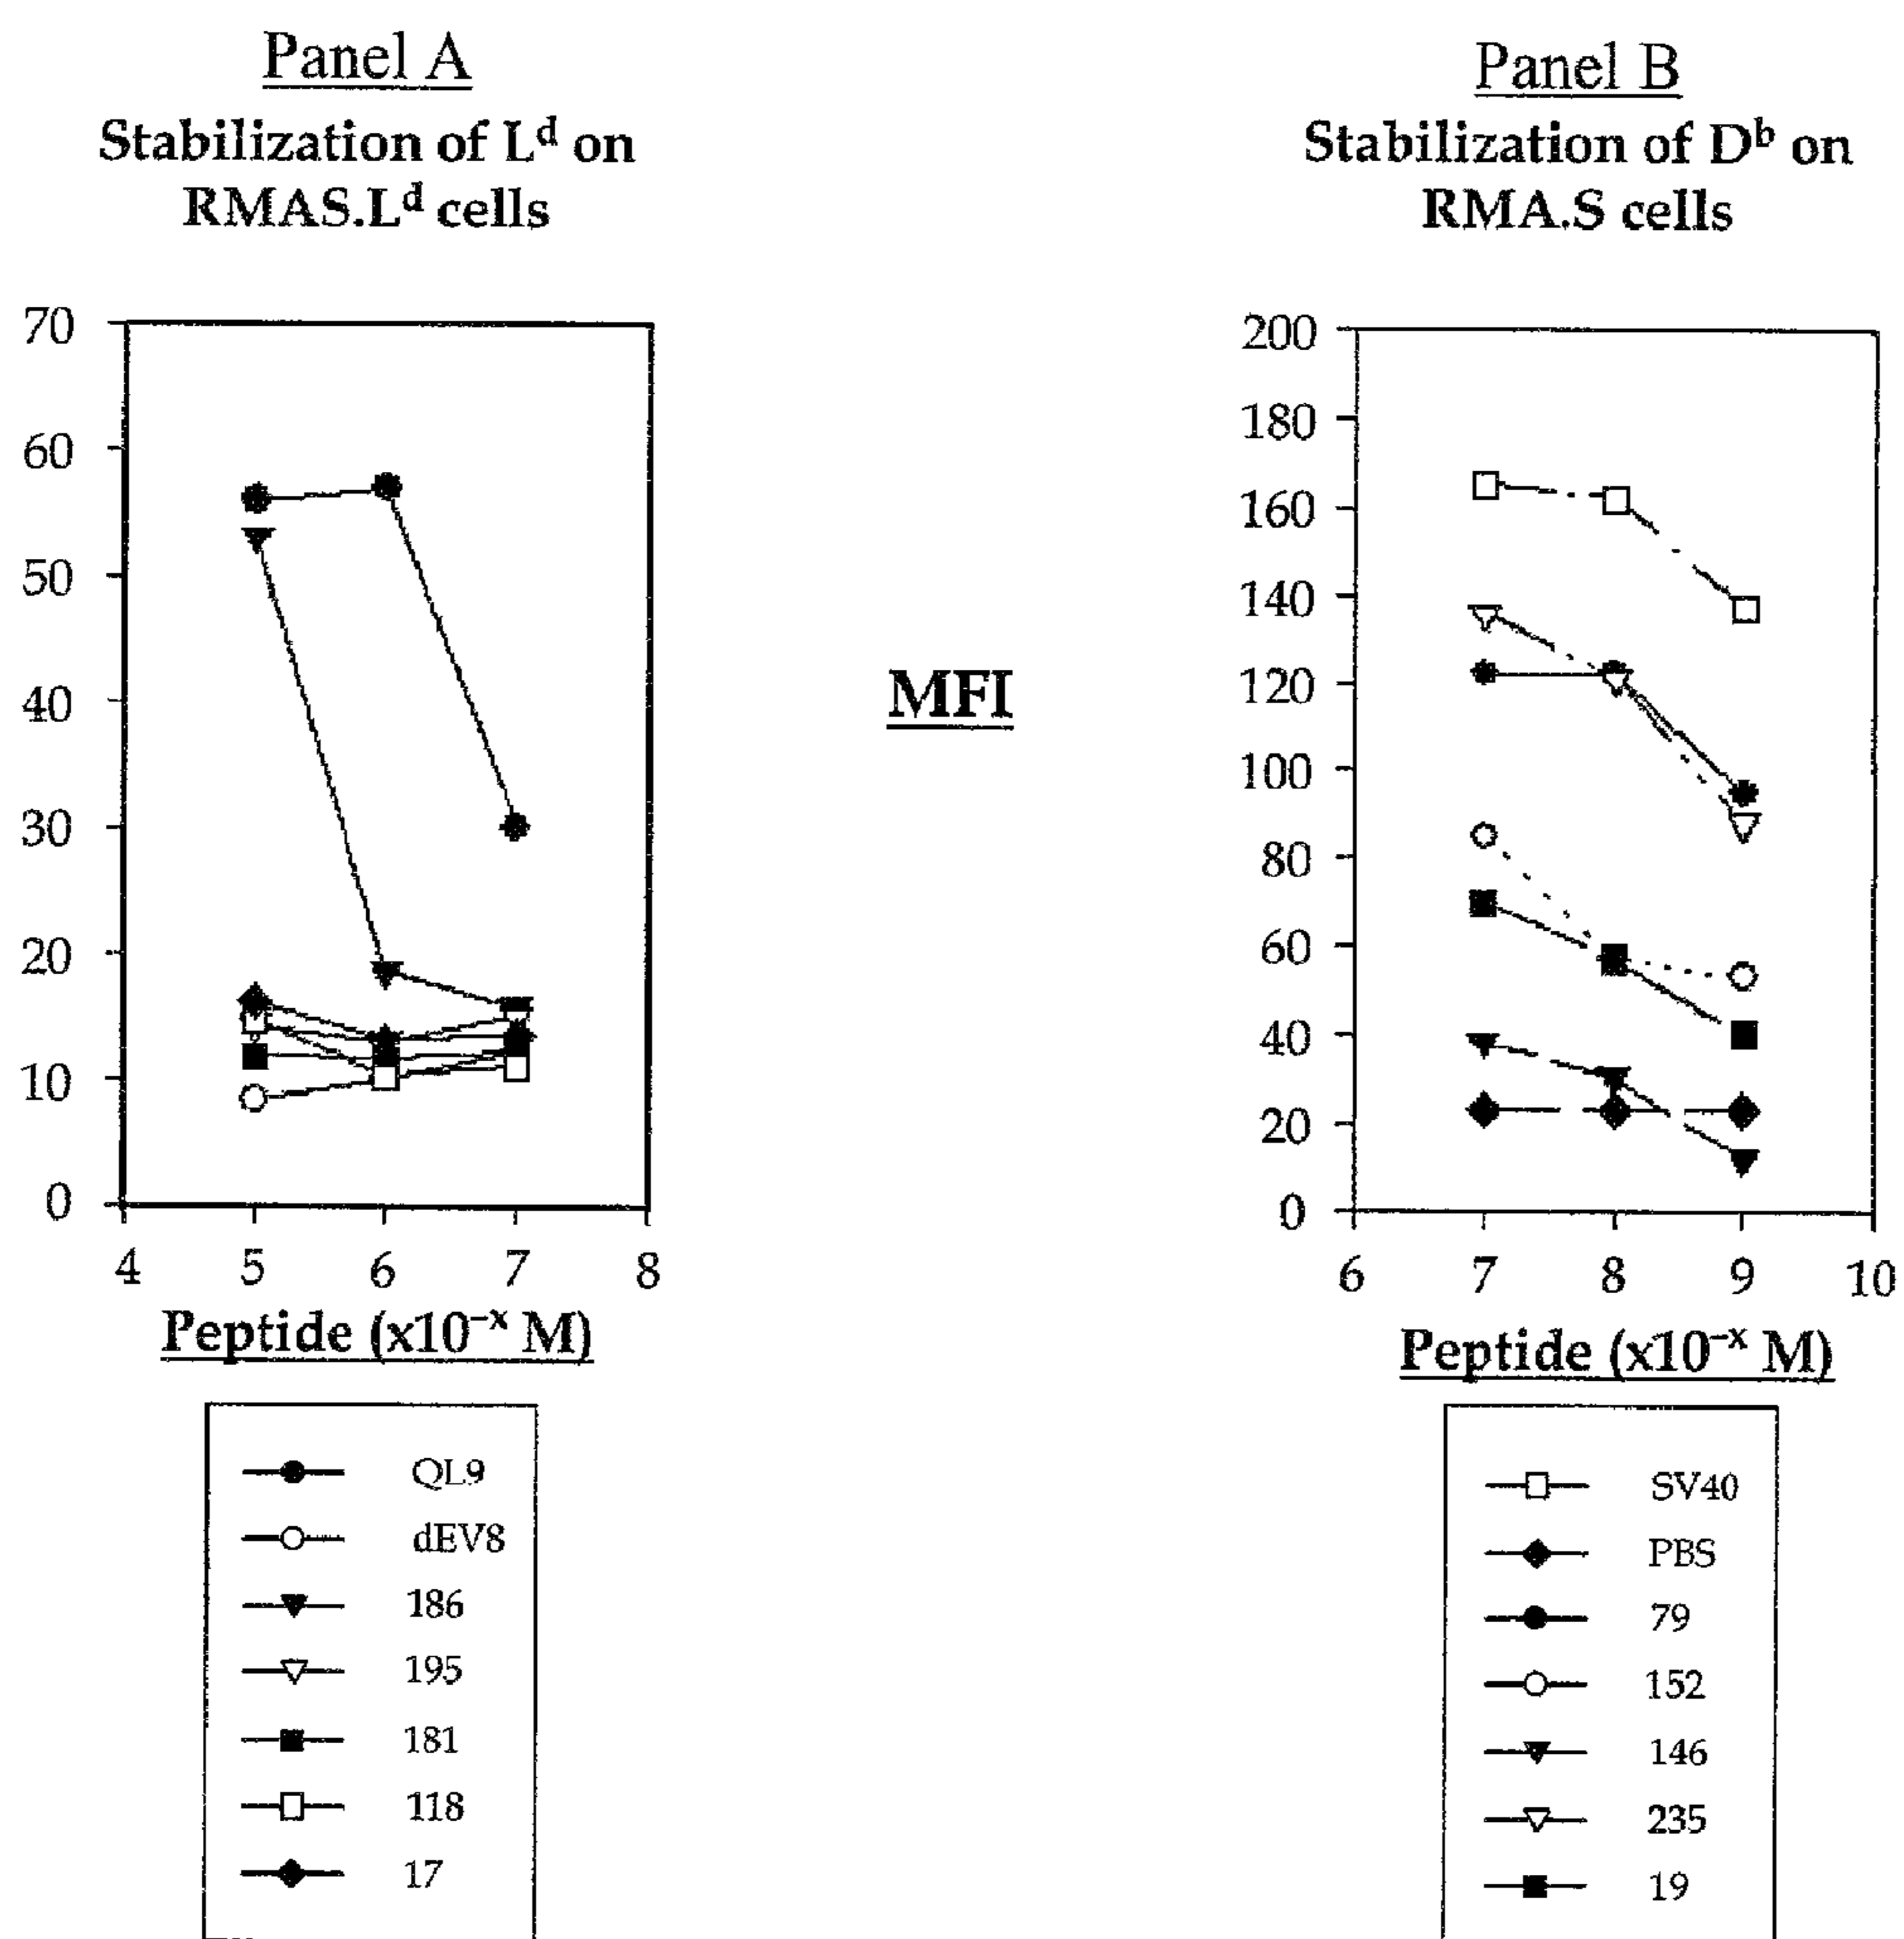 Panel A
Stabilization of Lᵈ on
RMAS.Lᵈ cells
70
60
50
40
30
20
10
0
4 5 6 7 8
Peptide (x10⁻ˣ M)
QL9
dEV8
186
195
181
118
17
MFI
Panel B
Stabilization of Dᵇ on
RMA.S cells
200
180
160
140
120
100
80
60
40
20
0
6 7 8 9 10
Peptide (x10⁻ˣ M)
SV40
PBS
79
152
146
235
19